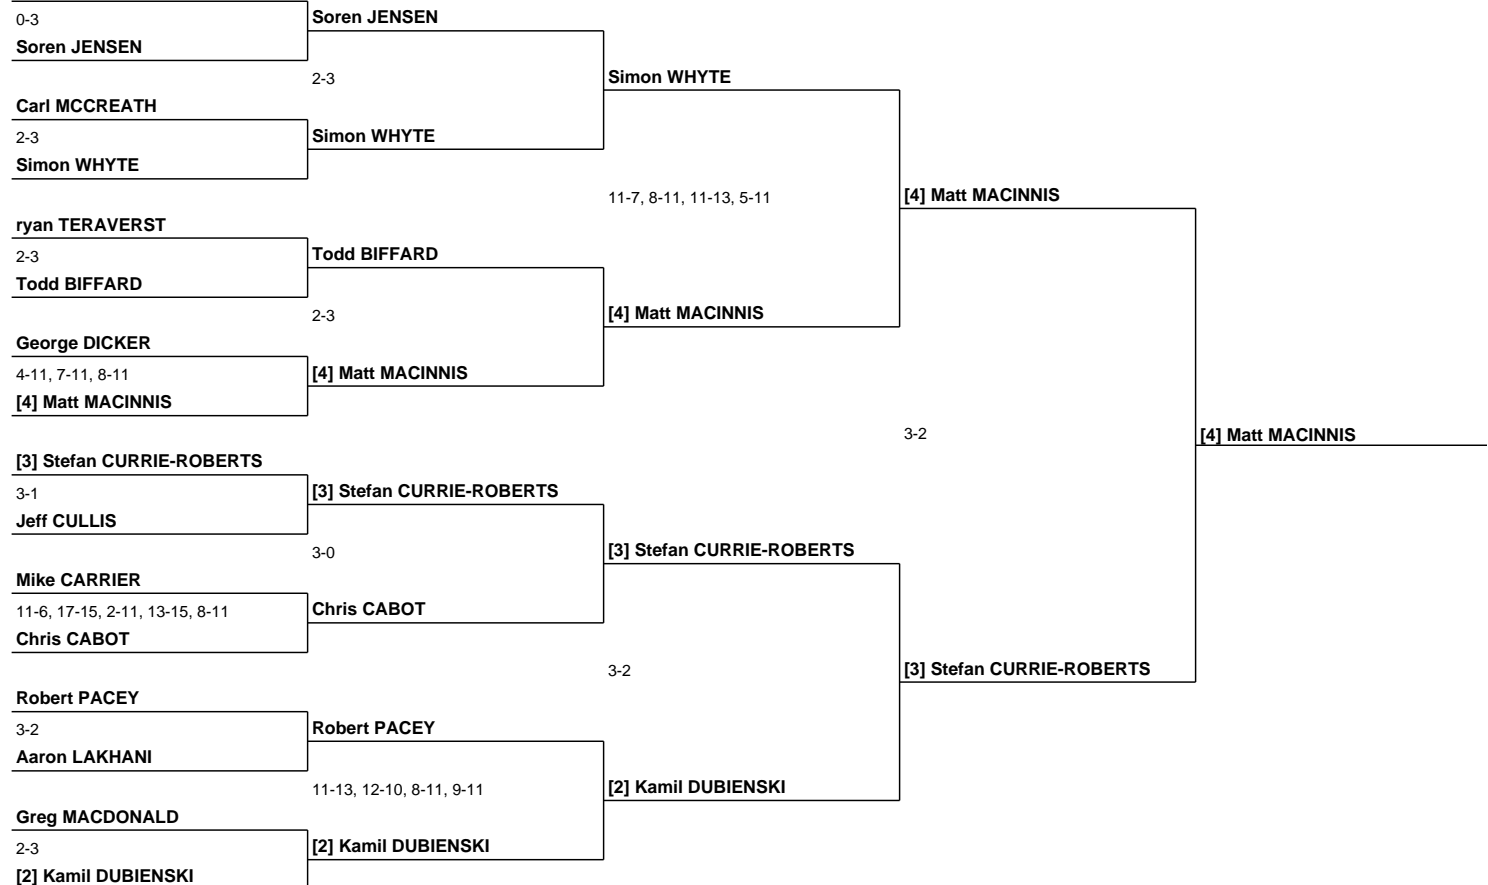 0-3
Soren JENSEN
Carl MCCREATH
2-3
Simon WHYTE
ryan TERAVERST
2-3
Todd BIFFARD
George DICKER
4-11, 7-11, 8-11
[4] Matt MACINNIS
[3] Stefan CURRIE-ROBERTS
3-1
Jeff CULLIS
Mike CARRIER
11-6, 17-15, 2-11, 13-15, 8-11
Chris CABOT
Robert PACEY
3-2
Aaron LAKHANI
Greg MACDONALD
2-3
[2] Kamil DUBIENSKI
Soren JENSEN
2-3
Simon WHYTE
Todd BIFFARD
2-3
[4] Matt MACINNIS
[3] Stefan CURRIE-ROBERTS
3-0
Chris CABOT
Robert PACEY
11-13, 12-10, 8-11, 9-11
[2] Kamil DUBIENSKI
Simon WHYTE
11-7, 8-11, 11-13, 5-11
[4] Matt MACINNIS
[3] Stefan CURRIE-ROBERTS
3-2
[2] Kamil DUBIENSKI
[4] Matt MACINNIS
3-2
[3] Stefan CURRIE-ROBERTS
[4] Matt MACINNIS